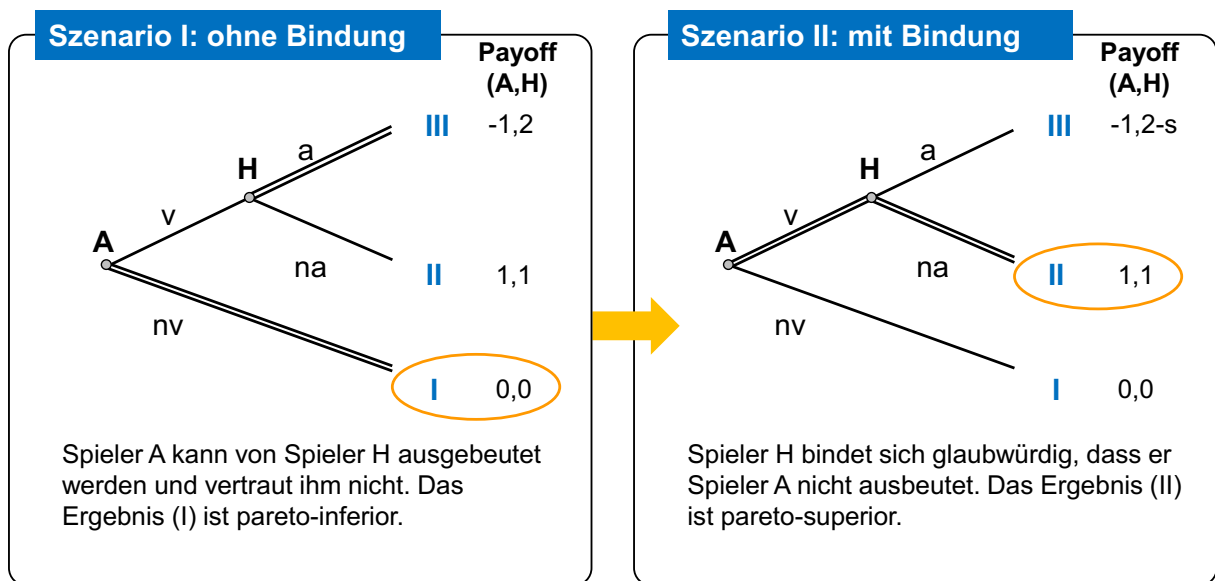 Szenario I: ohne Bindung
Payoff
(A,H)
III -1,2
a
H
v
A
na
II 1,1
nv
I 0,0
Spieler A kann von Spieler H ausgebeutet
werden und vertraut ihm nicht. Das
Ergebnis (I) ist pareto-inferior.
Szenario II: mit Bindung
Payoff
(A,H)
III -1,2-s
a
H
v
A
na
II 1,1
nv
I 0,0
Spieler H bindet sich glaubwürdig, dass er
Spieler A nicht ausbeutet. Das Ergebnis (II)
ist pareto-superior.